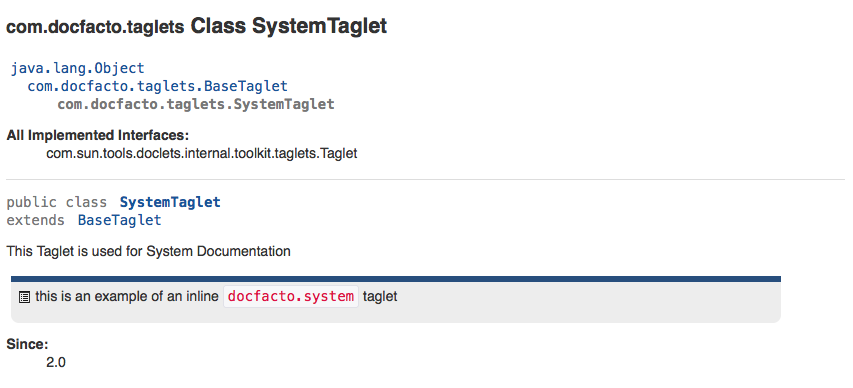 com.docfacto.taglets Class SystemTaglet
java.lang.Object
com.docfacto.taglets.BaseTaglet
com.docfacto.taglets.SystemTaglet
All Implemented Interfaces:
com.sun.tools.doclets.internal.toolkit.taglets.Taglet
public class SystemTaglet
extends BaseTaglet
This Taglet is used for System Documentation
this is an example of an inline docfacto.system taglet
Since:
2.0